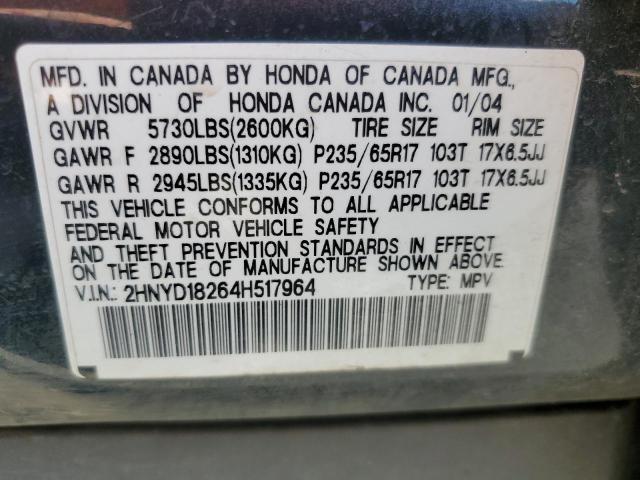 MFD. IN CANADA BY HONDA OF CANADA MFG.,
A DIVISION OF HONDA CANADA INC. 01/04
GVWR 5730LBS(2600KG) TIRE SIZE RIM SIZE
GAWR F 2890LBS(1310KG) P235/65R17 103T 17X6.5JJ
GAWR R 2945LBS(1335KG) P235/65R17 103T 17X6.5JJ
THIS VEHICLE CONFORMS TO ALL APPLICABLE
FEDERAL MOTOR VEHICLE SAFETY
AND THEFT PREVENTION STANDARDS IN EFFECT
ON THE DATE OF MANUFACTURE SHOWN ABOVE.
V.I.N.: 2HNYD18264H517964 TYPE: MPV